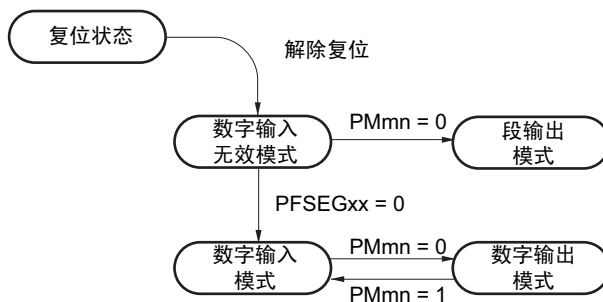 复位状态
解除复位
数字输入
无效模式
PMmn = 0
段输出
模式
PFSEGxx = 0
数字输入
模式
PMmn = 0
PMmn = 1
数字输出
模式